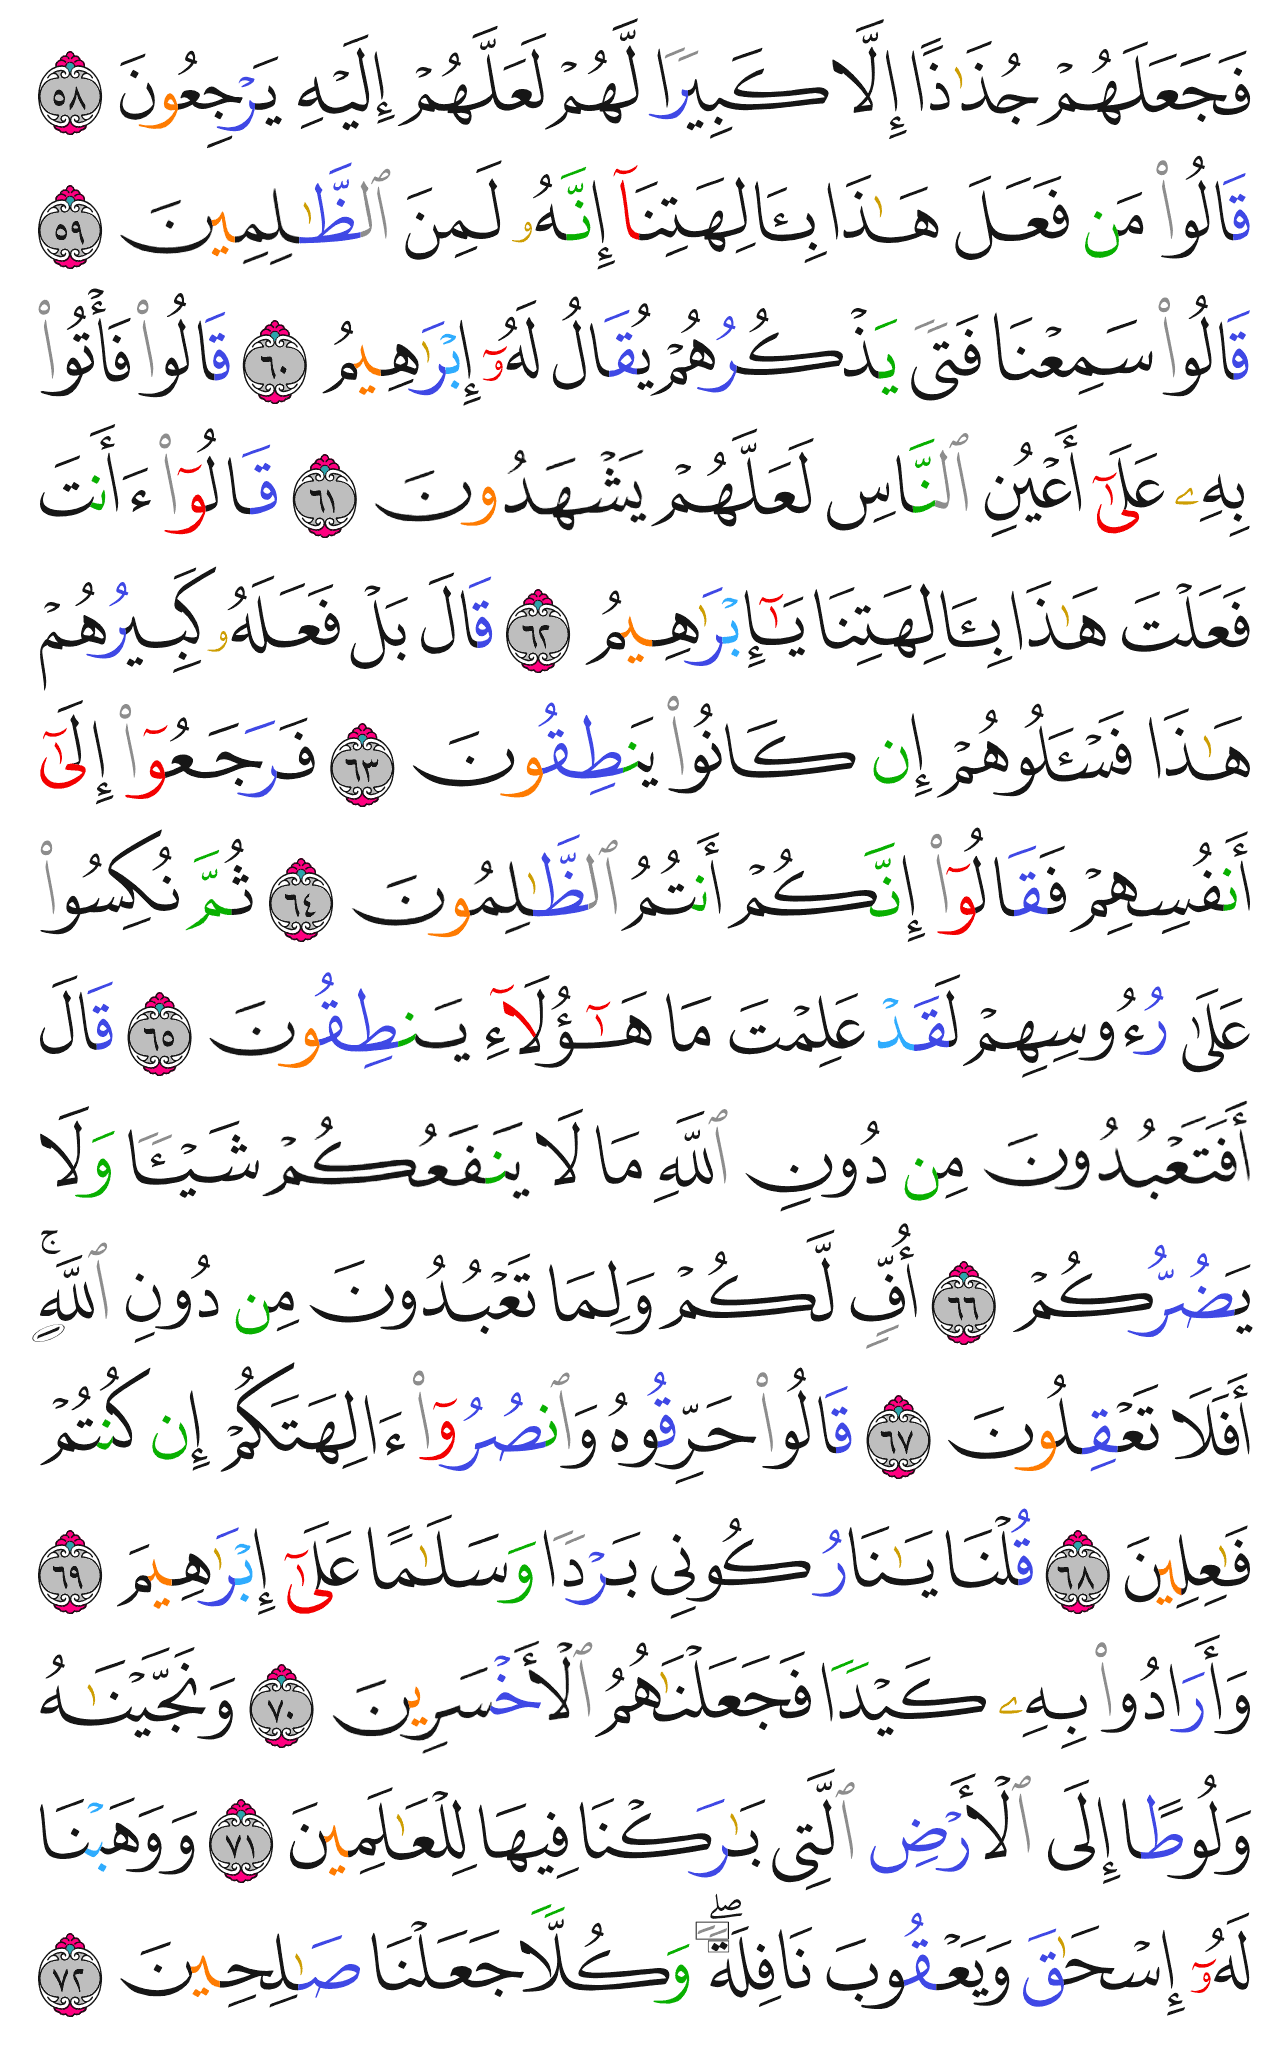 فَجَعَلَهُمْ جُذَٰذًا إِلَّا كَبِيرًا لَّهُمْ لَعَلَّهُمْ إِلَيْهِ يَرْجِعُونَ ٥٨
قَالُوا۟ مَن فَعَلَ هَـٰذَا بِـَٔالِهَتِنَآ إِنَّهُۥ لَمِنَ ٱلظَّـٰلِمِينَ ٥٩
قَالُوا۟ سَمِعْنَا فَتًى يَذْكُرُهُمْ يُقَالُ لَهُۥٓ إِبْرَٰهِيمُ ٦٠ قَالُوا۟ فَأْتُوا۟
بِهِۦ عَلَىٰٓ أَعْيُنِ ٱلنَّاسِ لَعَلَّهُمْ يَشْهَدُونَ ٦١ قَالُوٓا۟ ءَأَنتَ
فَعَلْتَ هَـٰذَا بِـَٔالِهَتِنَا يَـٰٓإِبْرَٰهِيمُ ٦٢ قَالَ بَلْ فَعَلَهُۥ كَبِيرُهُمْ
هَـٰذَا فَسْـَٔلُوهُمْ إِن كَانُوا۟ يَنطِقُونَ ٦٣ فَرَجَعُوٓا۟ إِلَىٰٓ
أَنفُسِهِمْ فَقَالُوٓا۟ إِنَّكُمْ أَنتُمُ ٱلظَّـٰلِمُونَ ٦٤ ثُمَّ نُكِسُوا۟
عَلَىٰ رُءُوسِهِمْ لَقَدْ عَلِمْتَ مَا هَـٰٓؤُلَآءِ يَنطِقُونَ ٦٥ قَالَ
أَفَتَعْبُدُونَ مِن دُونِ ٱللَّهِ مَا لَا يَنفَعُكُمْ شَيْـًٔا وَلَا
يَضُرُّكُمْ ٦٦ أُفٍّ لَّكُمْ وَلِمَا تَعْبُدُونَ مِن دُونِ ٱللَّهِ ۚ
أَفَلَا تَعْقِلُونَ ٦٧ قَالُوا۟ حَرِّقُوهُ وَٱنصُرُوٓا۟ ءَالِهَتَكُمْ إِن كُنتُمْ
فَـٰعِلِينَ ٦٨ قُلْنَا يَـٰنَارُ كُونِى بَرْدًا وَسَلَـٰمًا عَلَىٰٓ إِبْرَٰهِيمَ ٦٩
وَأَرَادُوا۟ بِهِۦ كَيْدًا فَجَعَلْنَـٰهُمُ ٱلْأَخْسَرِينَ ٧٠ وَنَجَّيْنَـٰهُ
وَلُوطًا إِلَى ٱلْأَرْضِ ٱلَّتِى بَـٰرَكْنَا فِيهَا لِلْعَـٰلَمِينَ ٧١ وَوَهَبْنَا
لَهُۥٓ إِسْحَـٰقَ وَيَعْقُوبَ نَافِلَةً ۖ وَكُلًّا جَعَلْنَا صَـٰلِحِينَ ٧٢